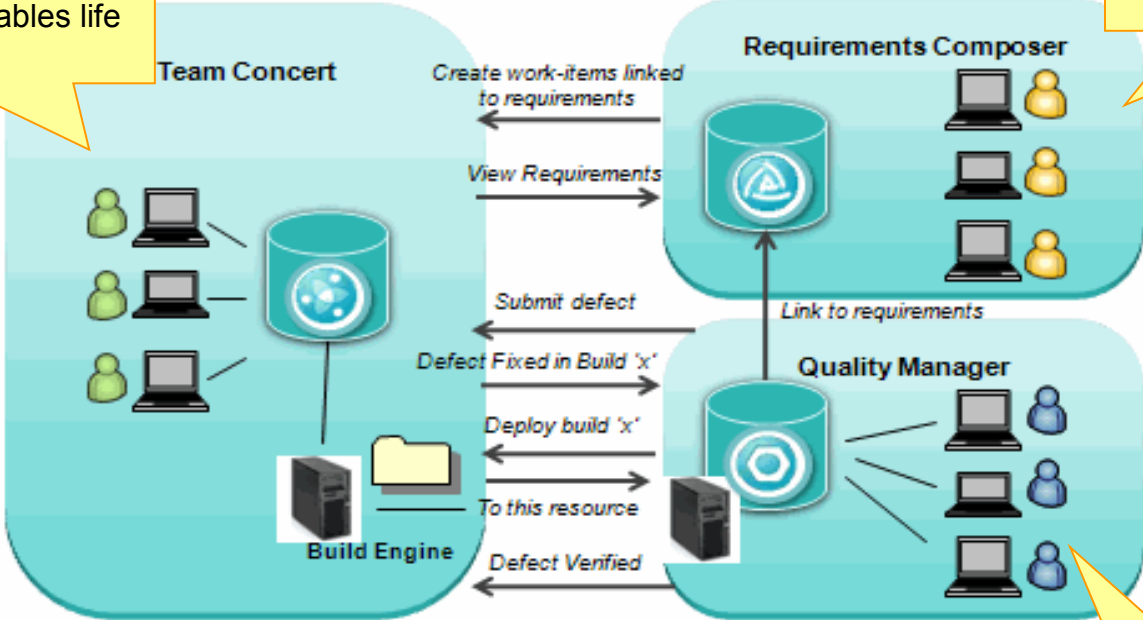 ables life
Team Concert
Requirements Composer
Create work-items linked
to requirements
View Requirements
Submit defect
Link to requirements
Defect Fixed in Build 'x'
Quality Manager
Deploy build 'x'
To this resource
Build Engine
Defect Verified